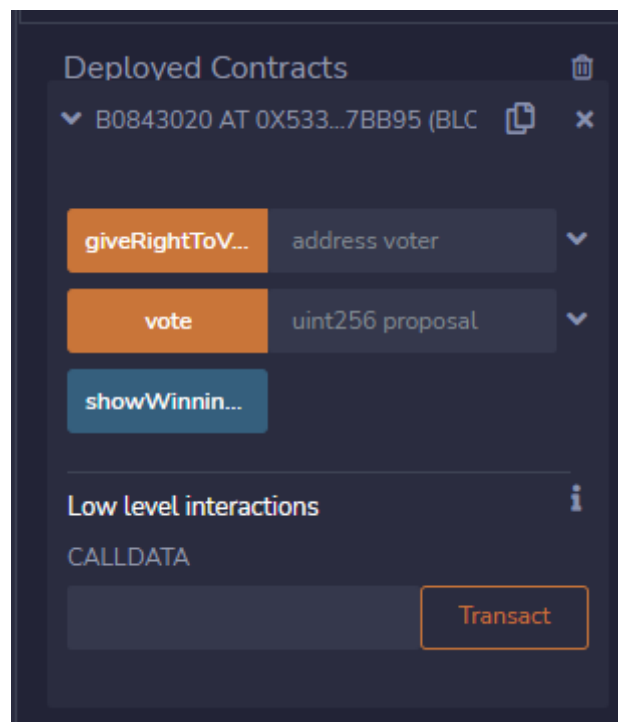 Deployed Contracts
B0843020 AT 0X533...7BB95 (BLC
giveRightToV... address voter
vote uint256 proposal
showWinnin...
Low level interactions
CALLDATA
Transact